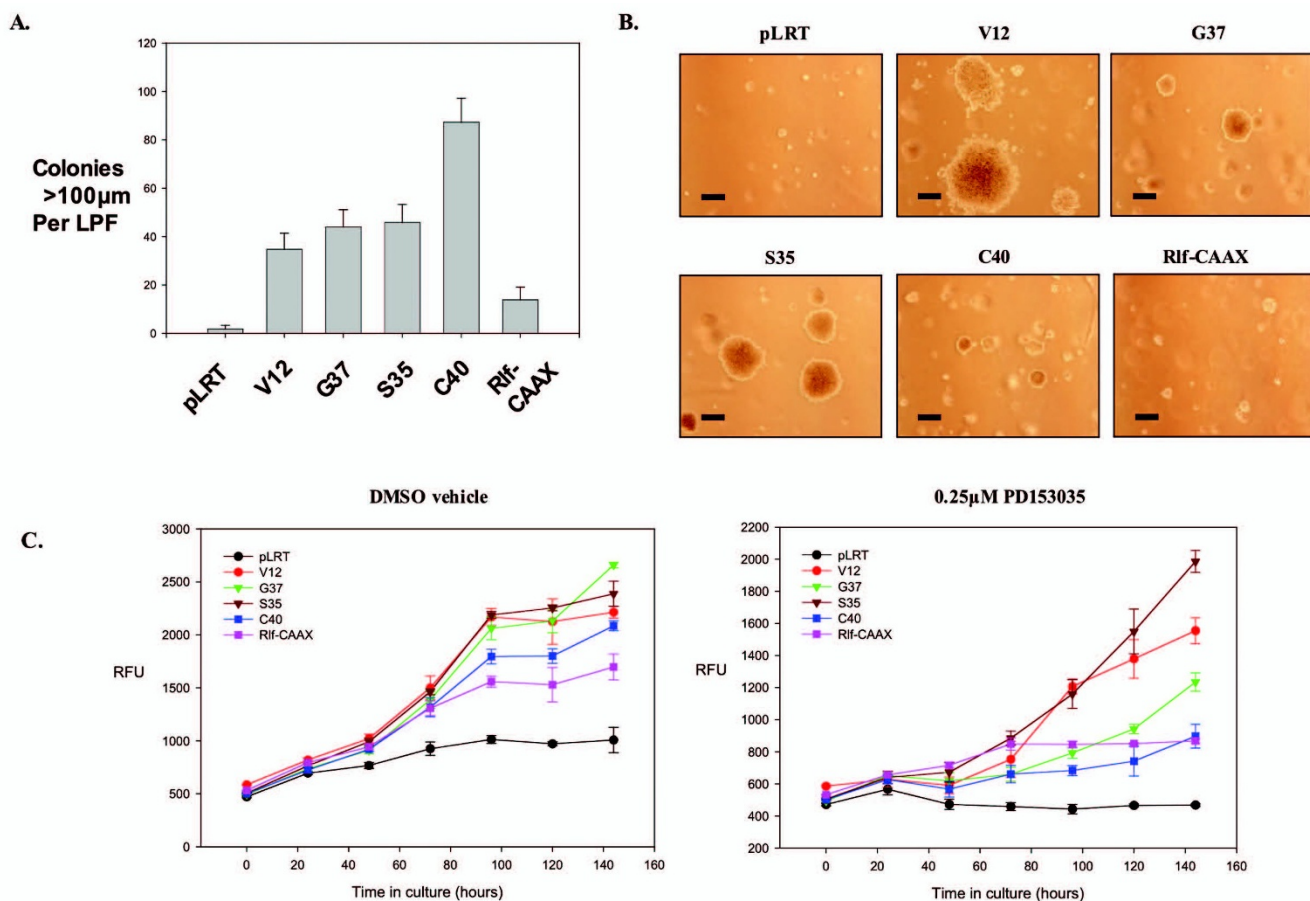 A.
120
100
80
60
40
20
0
Colonies
>100µm
Per LPF
pLRT
V12
G37
S35
C40
Rlf-
CAAX
B.
pLRT
V12
G37
S35
C40
Rlf-CAAX
C.
DMSO vehicle
3000
2500
2000
1500
1000
500
0
RFU
pLRT
V12
G37
S35
C40
Rlf-CAAX
0 20 40 60 80 100 120 140 160
Time in culture (hours)
0.25µM PD153035
2200
2000
1800
1600
1400
1200
1000
800
600
400
200
RFU
pLRT
V12
G37
S35
C40
Rlf-CAAX
0 20 40 60 80 100 120 140 160
Time in culture (hours)